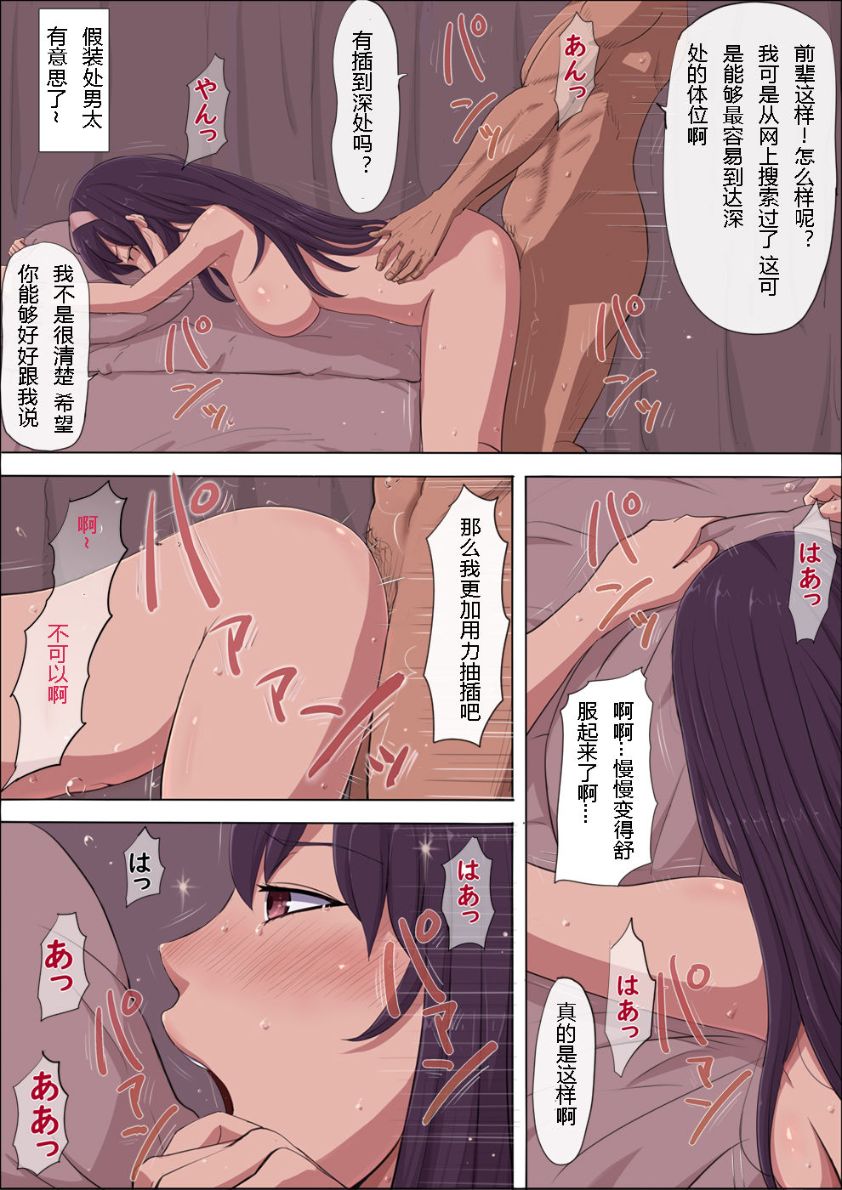 前辈这样！怎么样呢？
我可是从网上搜索过了 这可
是能够最容易到达深
处的体位啊
あんっ
有插到深处吗？
やんっ
假装处男太
有意思了~
我不是很清楚 希望
你能够好好跟我说
パンッ
パンッ
パンッ
はあっ
啊啊…慢慢变得舒
服起来了啊……
はあっ
真的是这样啊
パンッ
那么我更加用力抽插吧
啊~
不可以啊
パァンッ
パァンッ
はあっ
はっ
あっ
ああっ
パンッ
パンッ